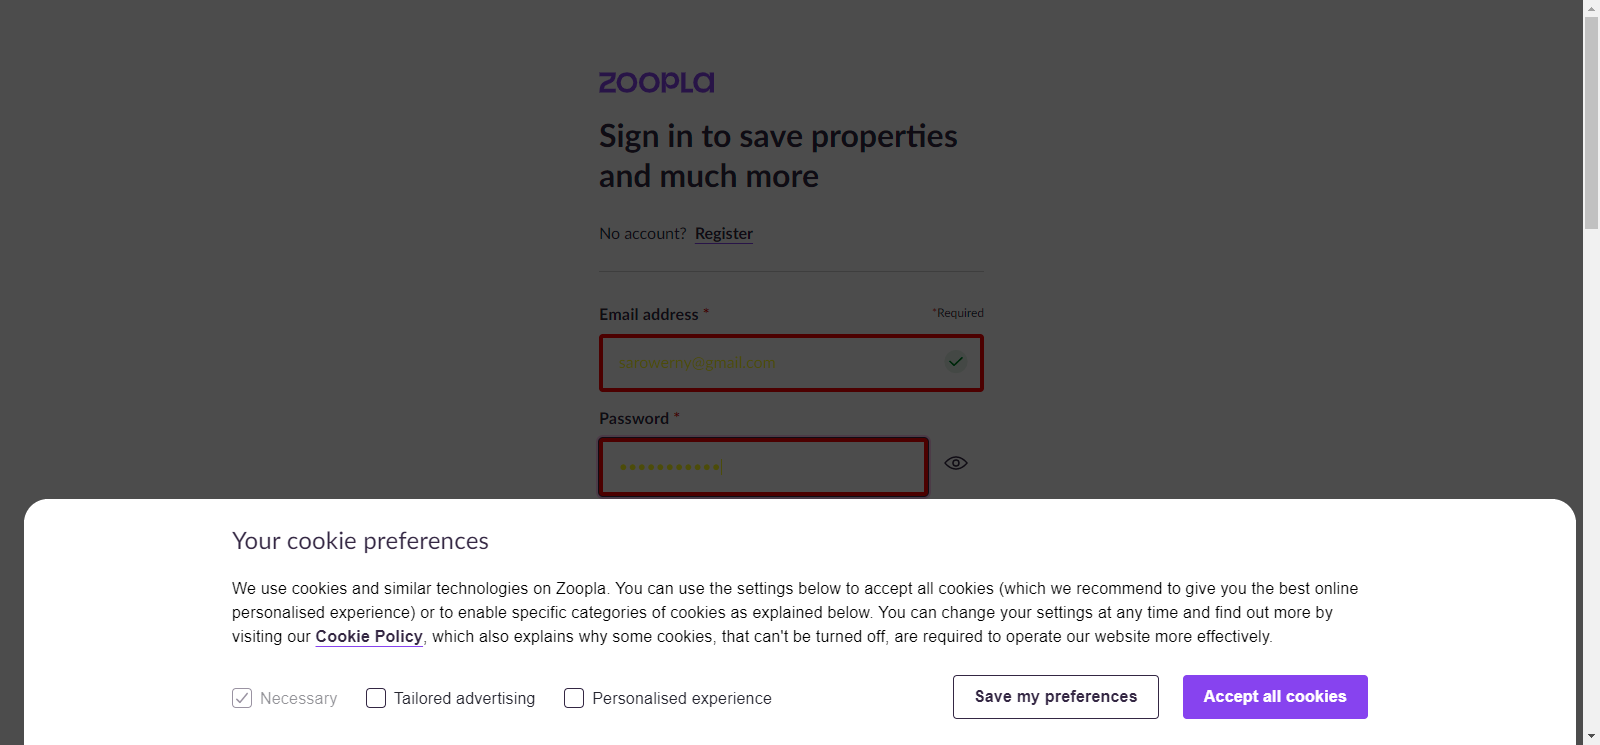 zoopla
Sign in to save properties
and much more
No account? Register
Email address *
*Required
sarowerny@gmail.com
Password *
Your cookie preferences
We use cookies and similar technologies on Zoopla. You can use the settings below to accept all cookies (which we recommend to give you the best online
personalised experience) or to enable specific categories of cookies as explained below. You can change your settings at any time and find out more by
visiting our Cookie Policy, which also explains why some cookies, that can't be turned off, are required to operate our website more effectively.
Necessary
Tailored advertising
Personalised experience
Save my preferences
Accept all cookies